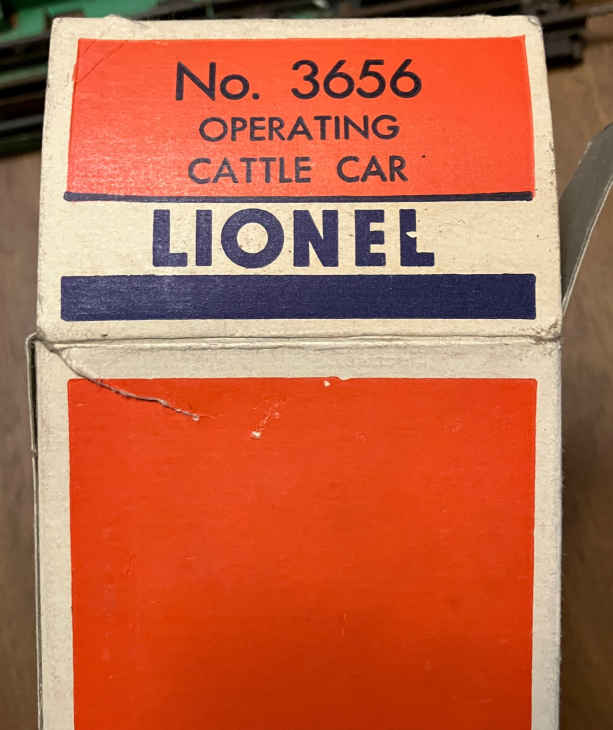 No. 3656
OPERATING
CATTLE CAR
LIONEL